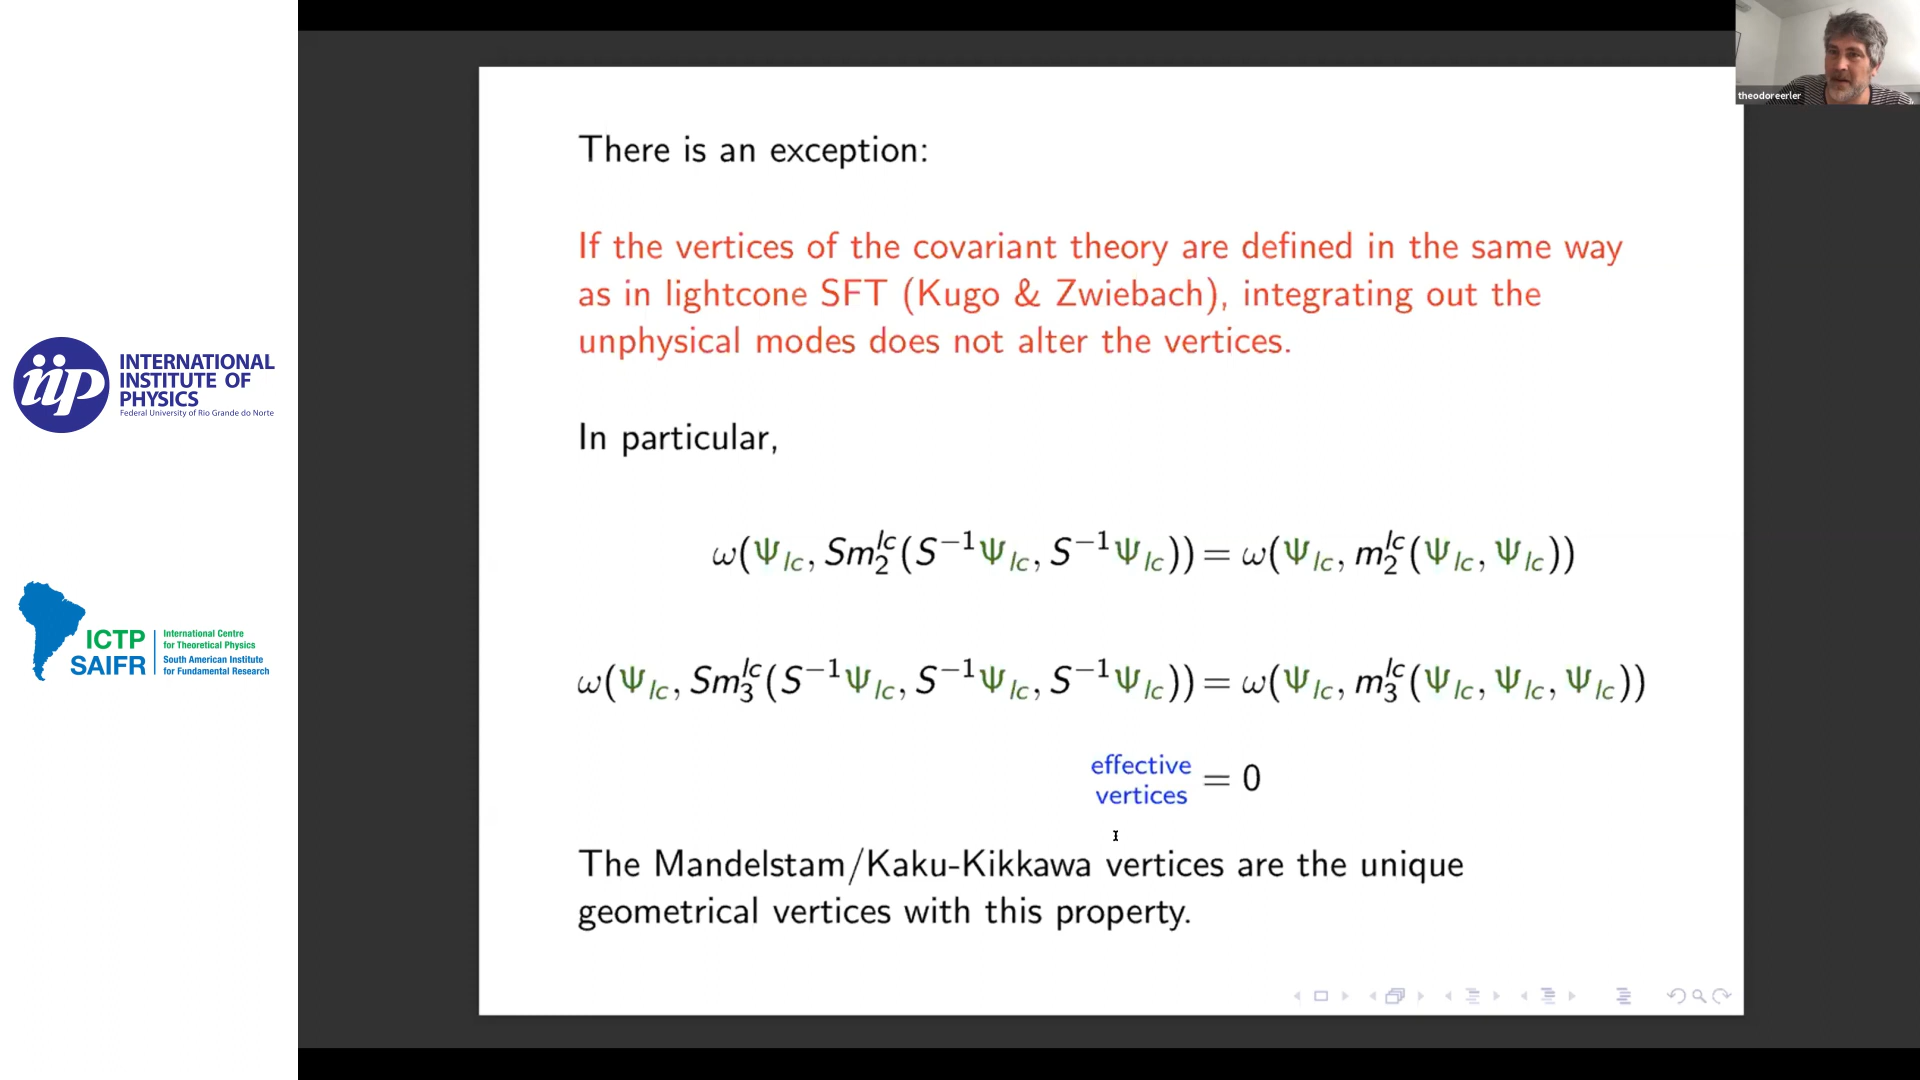 theodoreerler
There is an exception:
If the vertices of the covariant theory are defined in the same way
as in lightcone SFT (Kugo & Zwiebach), integrating out the
unphysical modes does not alter the vertices.
In particular,
ω(Ψ_lc, Sm_2^lc(S^−1Ψ_lc, S^−1Ψ_lc)) = ω(Ψ_lc, m_2^lc(Ψ_lc, Ψ_lc))
ω(Ψ_lc, Sm_3^lc(S^−1Ψ_lc, S^−1Ψ_lc, S^−1Ψ_lc)) = ω(Ψ_lc, m_3^lc(Ψ_lc, Ψ_lc, Ψ_lc))
effective
vertices = 0
The Mandelstam/Kaku-Kikkawa vertices are the unique
geometrical vertices with this property.
iip
INTERNATIONAL
INSTITUTE OF
PHYSICS
Federal University of Rio Grande do Norte
ICTP
SAIFR
International Centre
for Theoretical Physics
South American Institute
for Fundamental Research